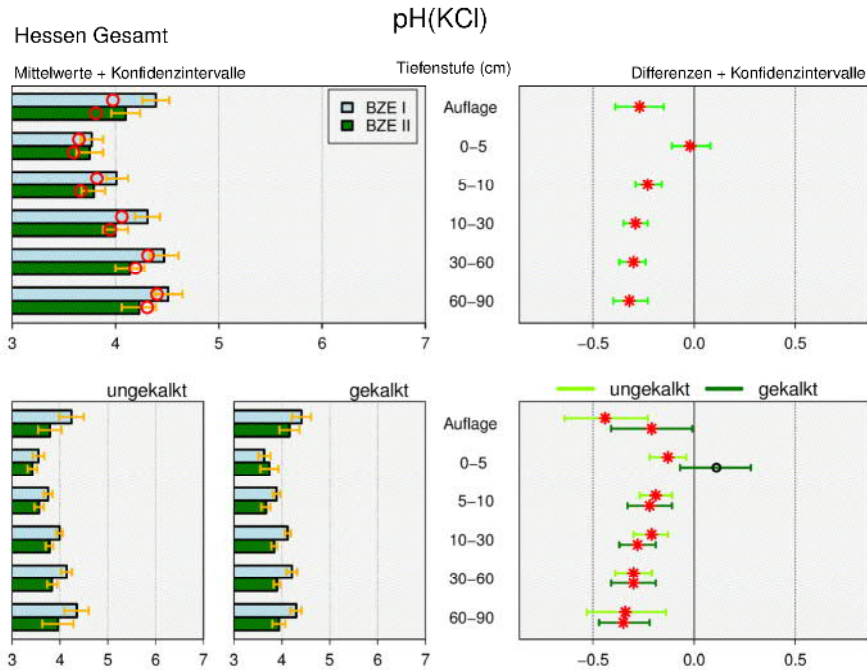 pH(KCl)
Hessen Gesamt
Mittelwerte + Konfidenzintervalle
Tiefenstufe (cm)
Differenzen + Konfidenzintervalle
BZE I
BZE II
Auflage
0−5
5−10
10−30
30−60
60−90
3 4 5 6 7
−0.5 0.0 0.5
ungekalkt
gekalkt
ungekalkt gekalkt
Auflage
0−5
5−10
10−30
30−60
60−90
3 4 5 6 7
3 4 5 6 7
−0.5 0.0 0.5